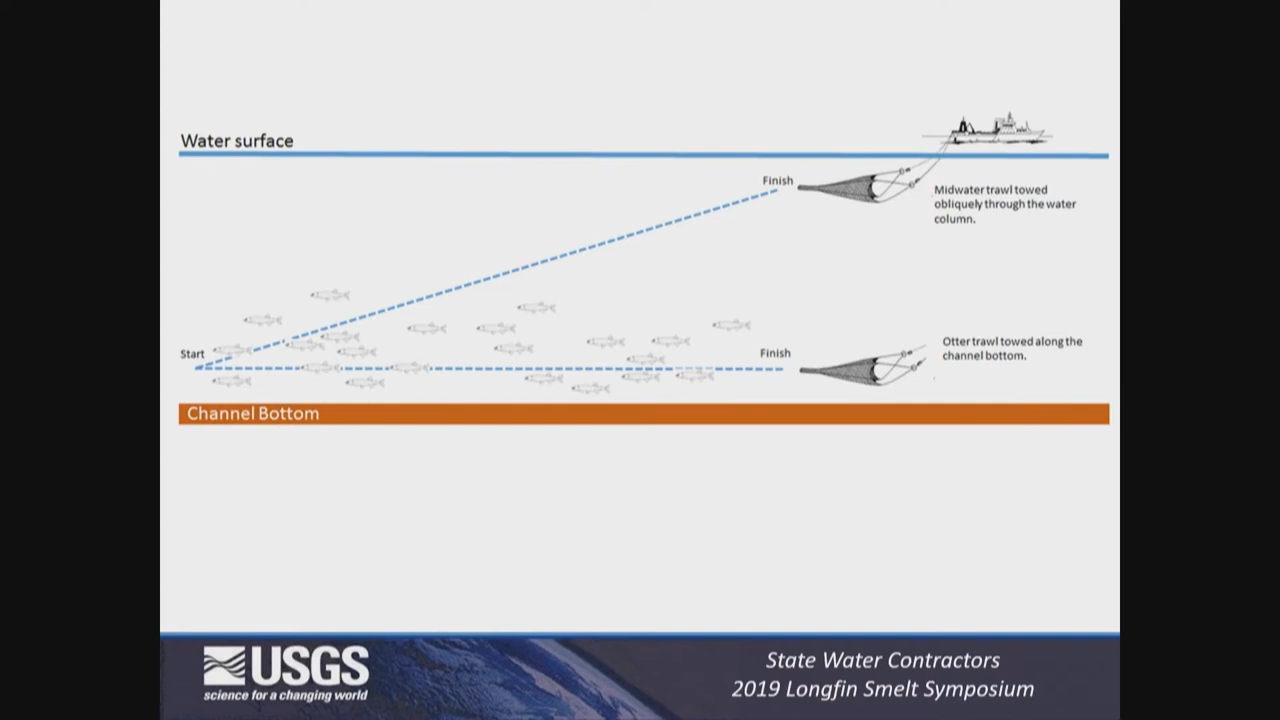 Water surface
Finish
Midwater trawl towed
obliquely through the water
column.
Start
Finish
Otter trawl towed along the
channel bottom.
Channel Bottom
USGS
science for a changing world
State Water Contractors
2019 Longfin Smelt Symposium